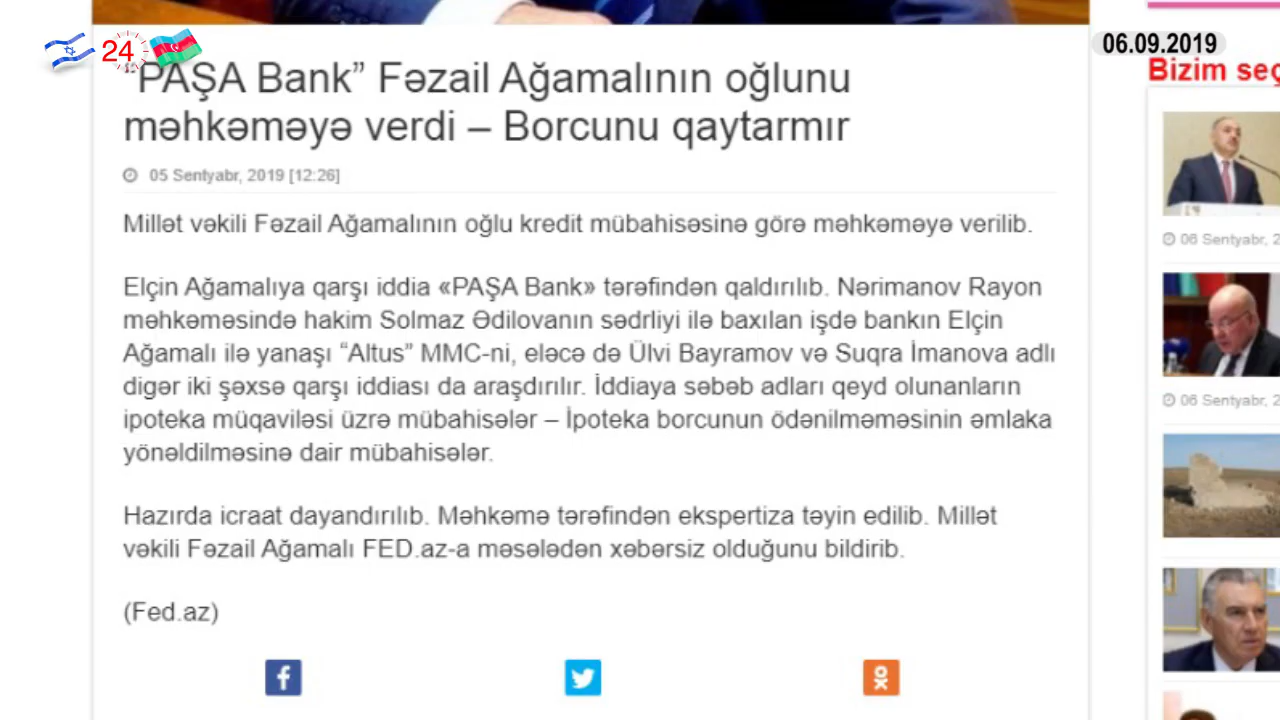 24
06.09.2019
"PAŞA Bank” Fəzail Ağamalının oğlunu
məhkəməyə verdi – Borcunu qaytarmır
05 Sentyabr, 2019 [12:26]
Millət vəkili Fəzail Ağamalının oğlu kredit mübahisəsinə görə məhkəməyə verilib.
Elçin Ağamalıya qarşı iddia «PAŞA Bank» tərəfindən qaldırılıb. Nərimanov Rayon
məhkəməsində hakim Solmaz Ədilovanın sədrliyi ilə baxılan işdə bankın Elçin
Ağamalı ilə yanaşı “Altus” MMC-ni, eləcə də Ülvi Bayramov və Suqra İmanova adlı
digər iki şəxsə qarşı iddiası da araşdırılır. İddiaya səbəb adları qeyd olunanların
ipoteka müqaviləsi üzrə mübahisələr – İpoteka borcunun ödənilməməsinin əmlaka
yönəldilməsinə dair mübahisələr.
Hazırda icraat dayandırılıb. Məhkəmə tərəfindən ekspertiza təyin edilib. Millət
vəkili Fəzail Ağamalı FED.az-a məsələdən xəbərsiz olduğunu bildirib.
(Fed.az)
Bizim seç
06 Sentyabr, 2
06 Sentyabr, 2